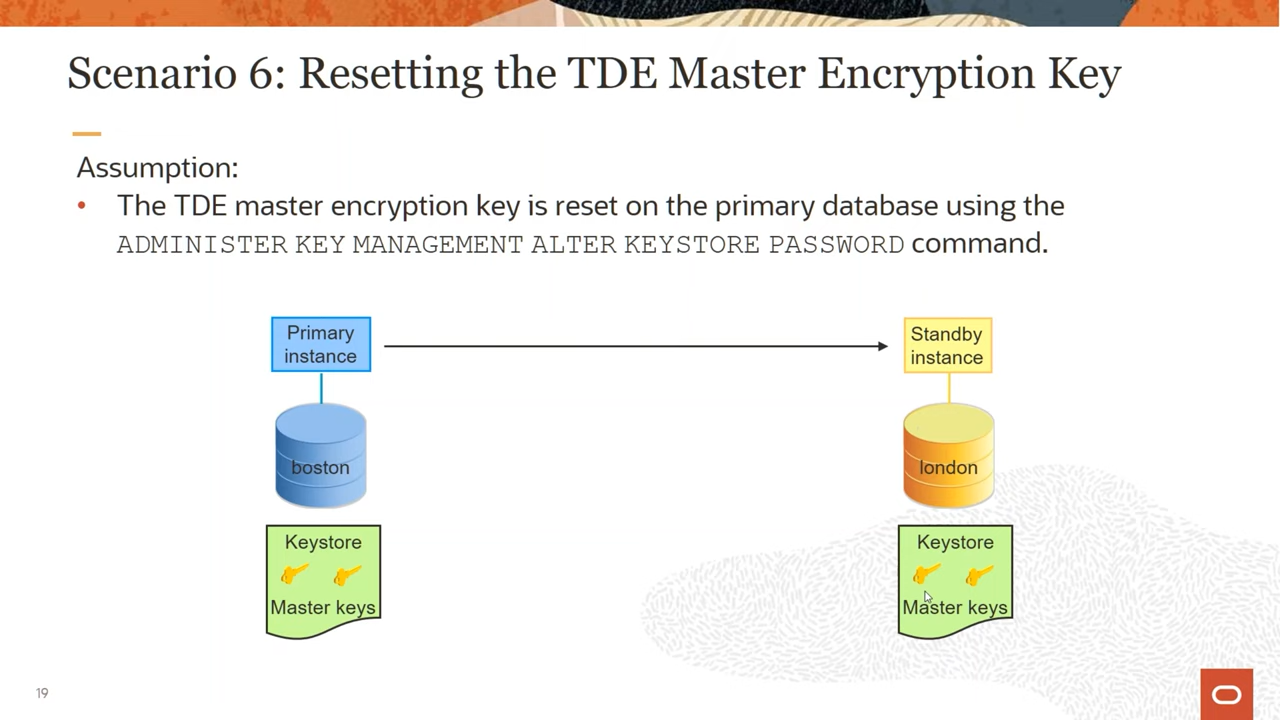 Scenario 6: Resetting the TDE Master Encryption Key
Assumption:
• The TDE master encryption key is reset on the primary database using the
ADMINISTER KEY MANAGEMENT ALTER KEYSTORE PASSWORD command.
Primary
instance
Standby
instance
boston
london
Keystore
Master keys
Keystore
Master keys
19